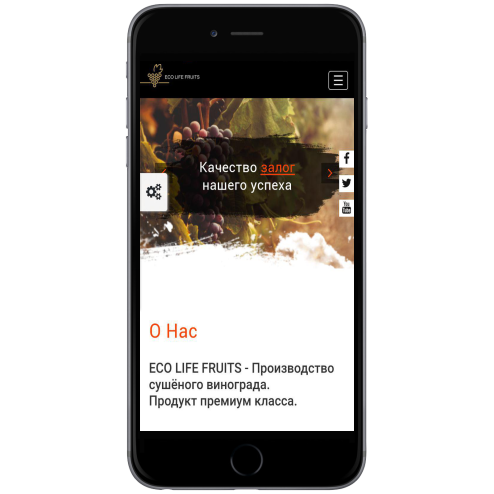 ECO LIFE FRUITS
Качество залог
нашего успеха
You
Tube
О Нас
ECO LIFE FRUITS - Производство
сушёного винограда.
Продукт премиум класса.